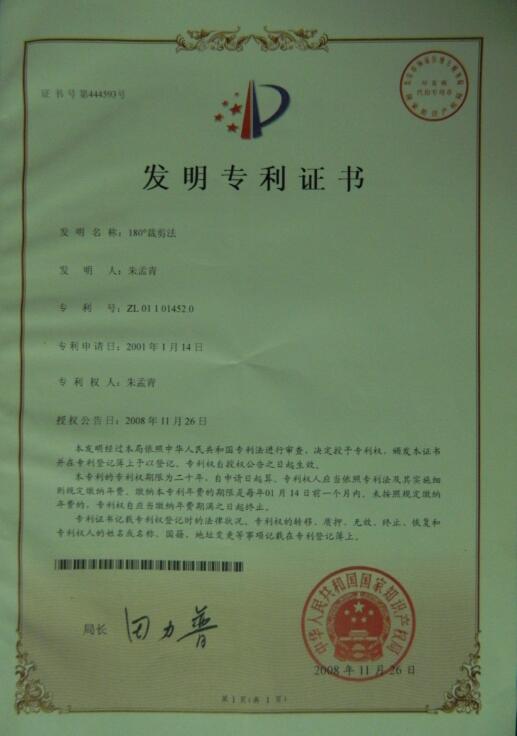 证书号第444593号
发明专利证书
发明名称：180°裁剪法
发明人：朱孟青
专利号：ZL 01 1 01452.0
专利申请日：2001年1月14日
专利权人：朱孟青
授权公告日：2008年11月26日
本发明经过本局依照中华人民共和国专利法进行审查，决定授予专利权，颁发本证书
并在专利登记簿上予以登记。专利权自授权公告之日起生效。
本专利的专利权期限为二十年，自申请日起算。专利权人应当依照专利法及其实施细
则规定缴纳年费。缴纳本专利年费的期限是每年01月14日前一个月内。未按照规定缴纳年
费的，专利权自应当缴纳年费期满之日起终止。
专利证书记载专利权登记时的法律状况。专利权的转移、质押、无效、终止、恢复和
专利权人的姓名或名称、国籍、地址变更等事项记载在专利登记簿上。
局长
田力普
中华人民共和国国家知识产权局
2008年11月26日
第1页(共1页)